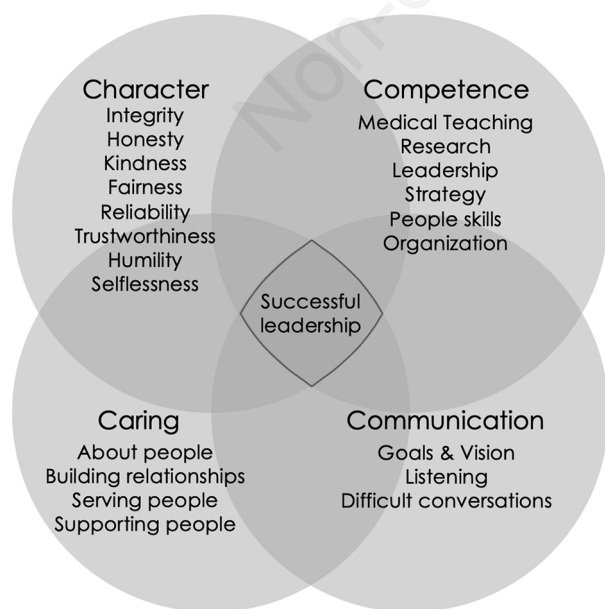 Character
Integrity
Honesty
Kindness
Fairness
Reliability
Trustworthiness
Humility
Selflessness
Competence
Medical Teaching
Research
Leadership
Strategy
People skills
Organization
Successful
leadership
Caring
About people
Building relationships
Serving people
Supporting people
Communication
Goals & Vision
Listening
Difficult conversations